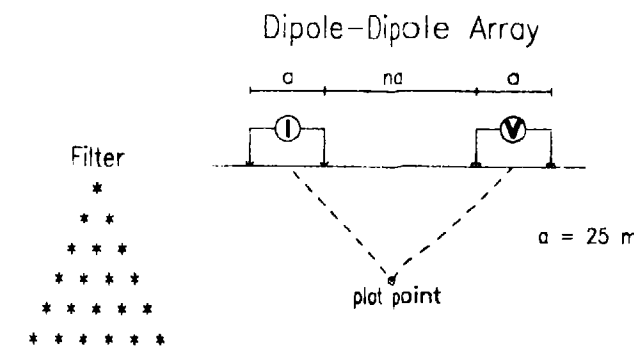 Dipole-Dipole Array
a na a
I V
Filter
*
* *
* * *
* * * *
* * * * *
* * * * * *
a = 25 m
plot point